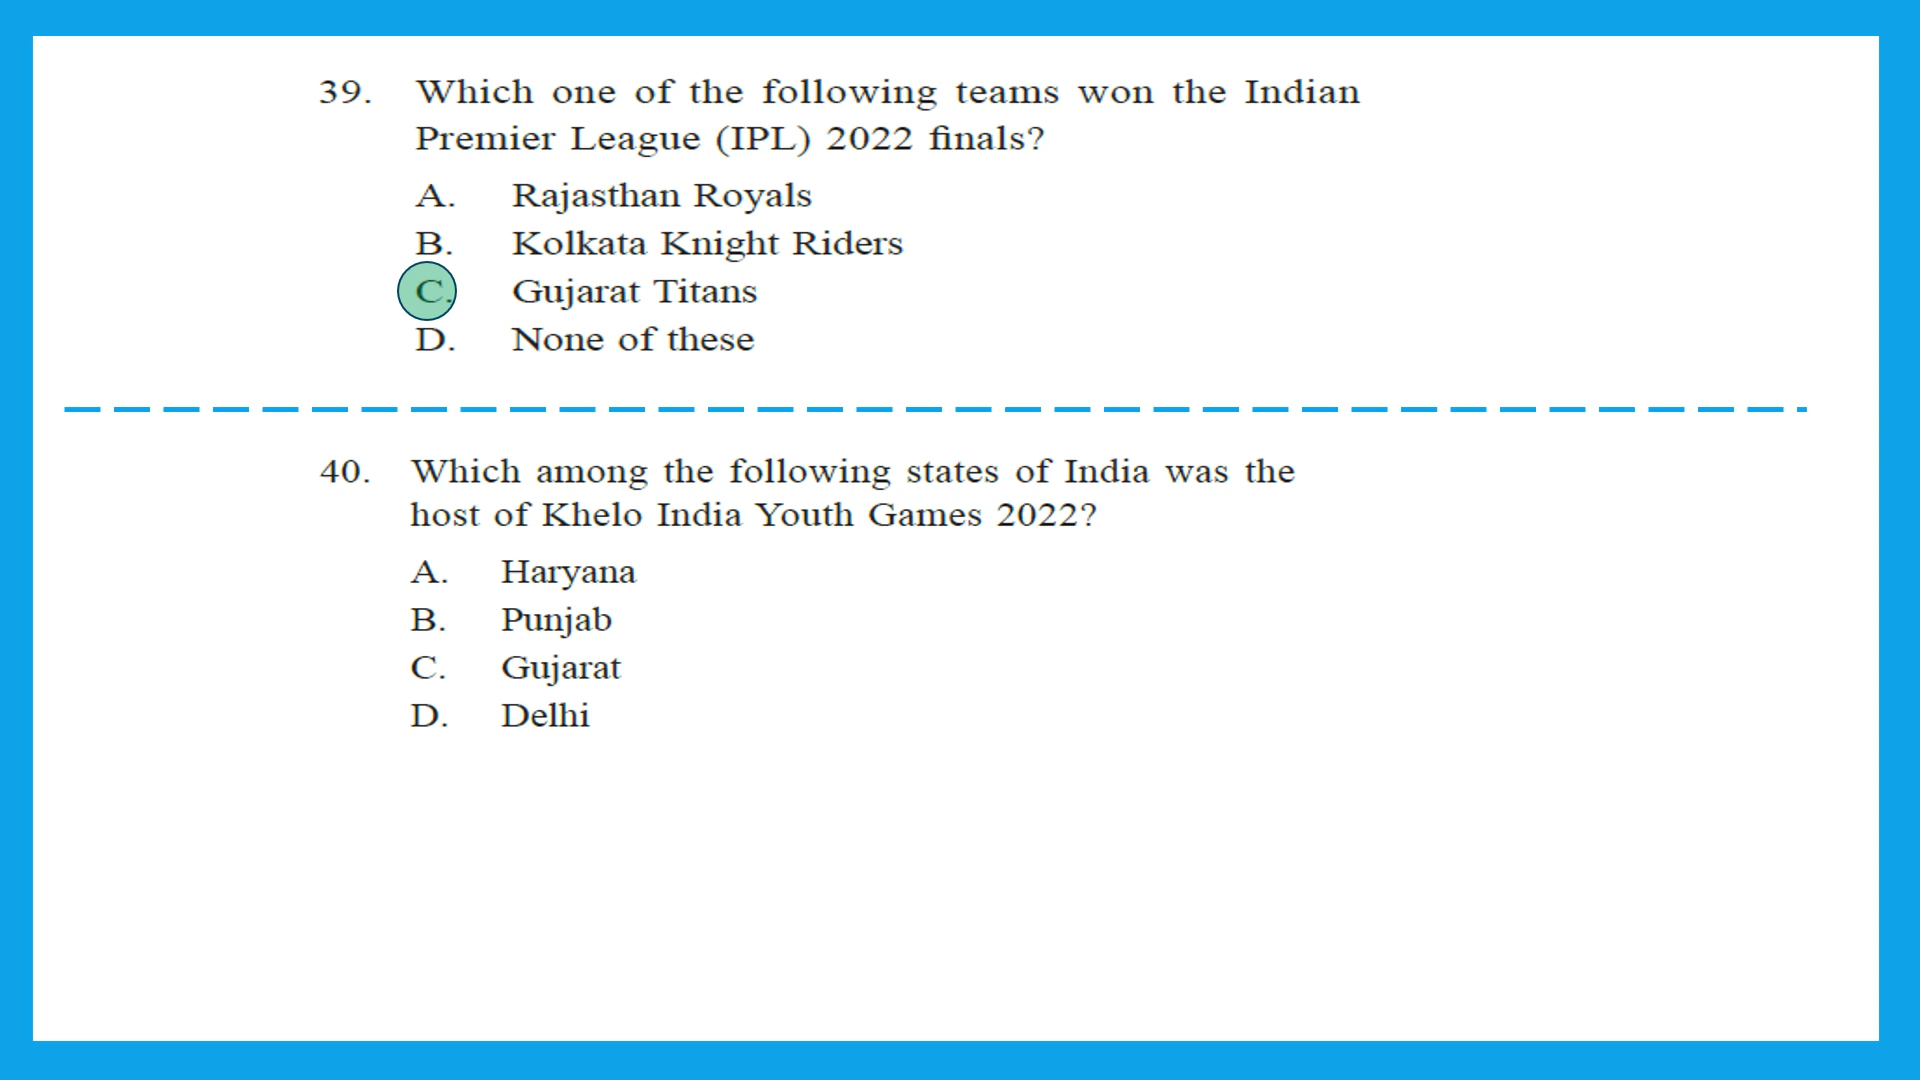 39. Which one of the following teams won the Indian
Premier League (IPL) 2022 finals?
A. Rajasthan Royals
B. Kolkata Knight Riders
C. Gujarat Titans
D. None of these
40. Which among the following states of India was the
host of Khelo India Youth Games 2022?
A. Haryana
B. Punjab
C. Gujarat
D. Delhi